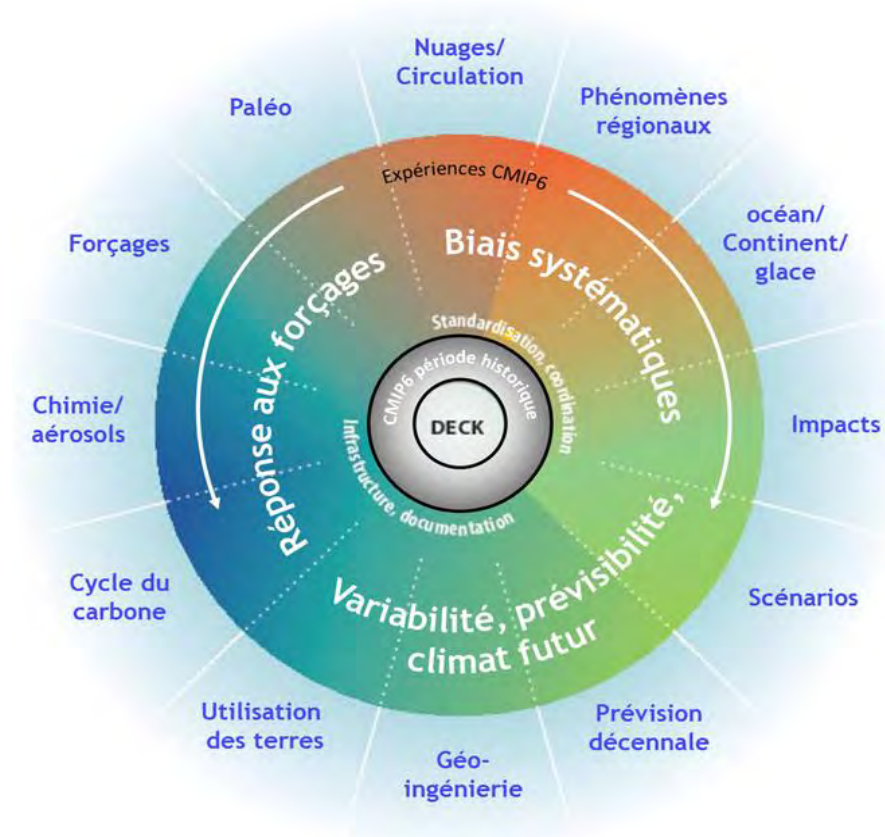 Nuages/
Circulation
Phénomènes
régionaux
océan/
Continent/
glace
Impacts
Scénarios
Prévision
décennale
Géo-
ingénierie
Utilisation
des terres
Cycle du
carbone
Chimie/
aérosols
Forçages
Paléo
Expériences CMIP6
Biais systématiques
Variabilité, prévisibilité,
climat futur
Réponse aux forçages
Standardisation, coordination
Infrastructure, documentation
CMIP6 période historique
DECK